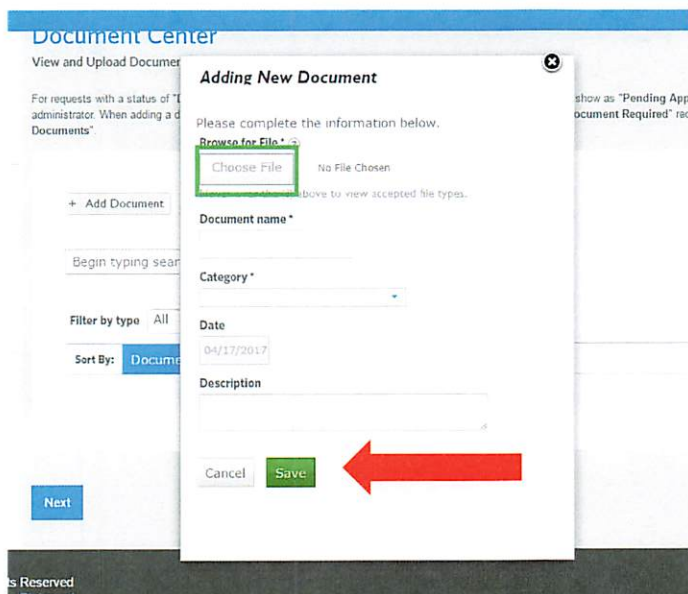 Document Center
View and Upload Documen
Adding New Document
For requests with a status of "
show as "Pending App
administrator. When adding a d
ocument Required" rec
Documents".
Please complete the information below.
Browse for File *
Choose File
No File Chosen
above to view accepted file types.
+ Add Document
Document name *
Begin typing sear
Category *
Filter by type
All
Date
04/17/2017
Sort By:
Docume
Description
Cancel
Save
Next
ts Reserved